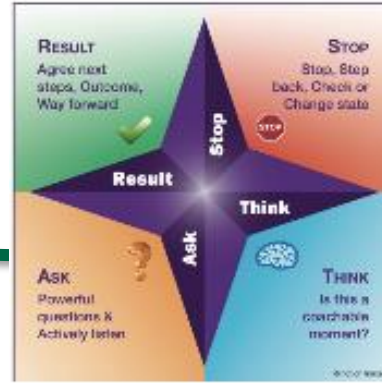 RESULT
Agree next
steps, Outcome,
Way forward
STOP
Stop, Step
back, Check or
Change state
STOP
Stop
Result
Think
Ask
ASK
Powerful
questions &
Actively listen
THINK
Is this a
coachable
moment?